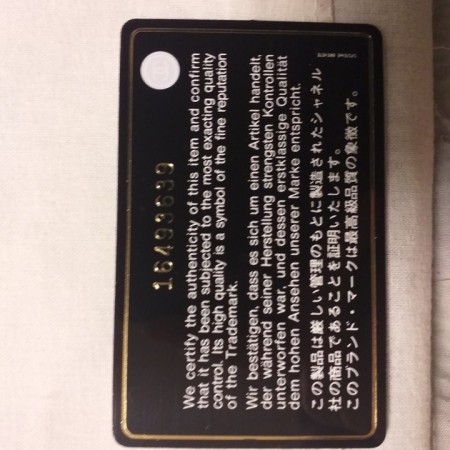 16493639
We certify the authenticity of this item and confirm
that it has been subjected to the most exacting quality
control. Its high quality is a symbol of the fine reputation
of the Trademark.
Wir bestätigen, dass es sich um einen Artikel handelt,
der während seiner Herstellung strengsten Kontrollen
unterworfen war, und dessen erstklassige Qualität
dem hohen Ansehen unserer Marke entspricht.
この製品は厳しい管理のもとに製造されたシャネル
社の商品であることを証明いたします。
このブランド・マークは最高級品質の象徴です。